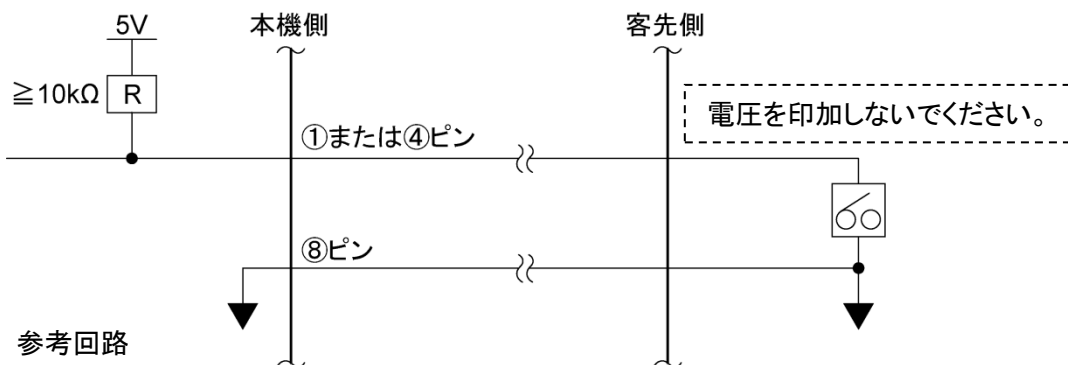 5V
本機側
客先側
≧10kΩ
R
電圧を印加しないでください。
①または④ピン
⑧ピン
参考回路